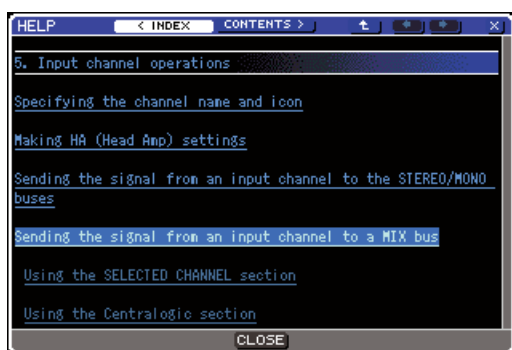 HELP < INDEX CONTENTS > X
5. Input channel operations
Specifying the channel name and icon
Making HA (Head Amp) settings
Sending the signal from an input channel to the STEREO/MONO
buses
Sending the signal from an input channel to a MIX bus
Using the SELECTED CHANNEL section
Using the Centralogic section
CLOSE